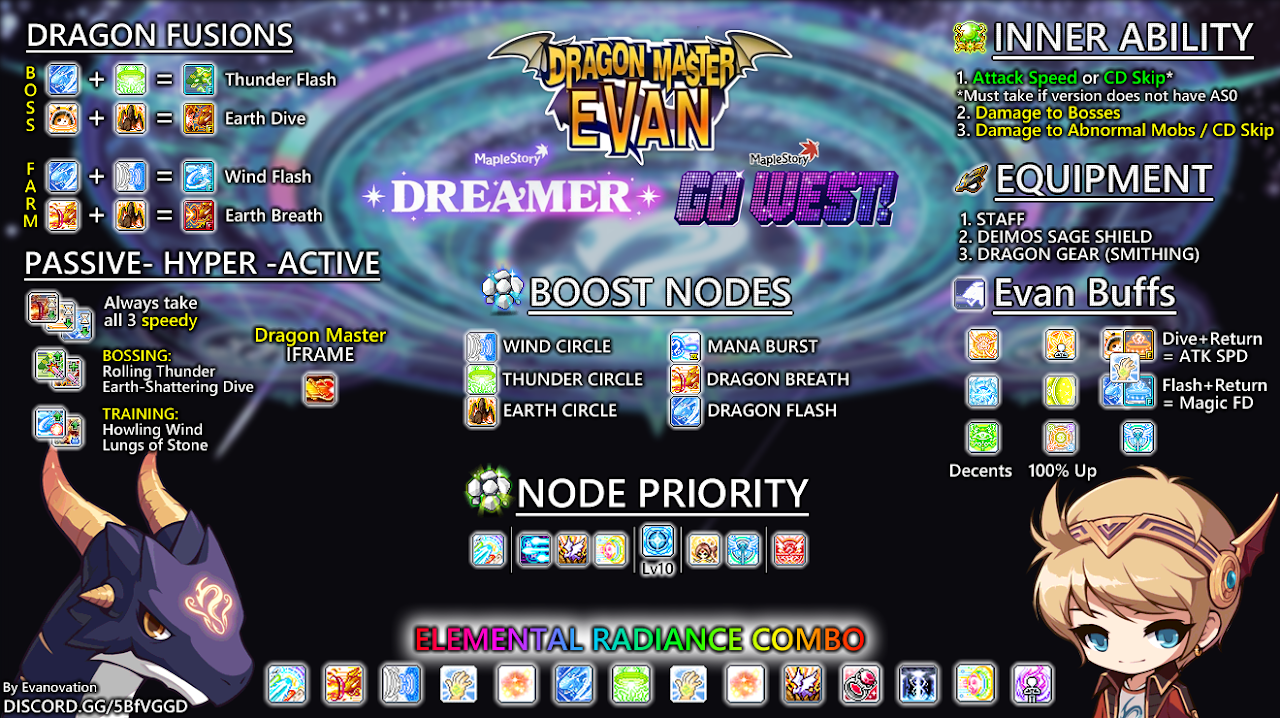 DRAGON FUSIONS
BOSS
+ = Thunder Flash
+ = Earth Dive
FARM
+ = Wind Flash
+ = Earth Breath
PASSIVE- HYPER -ACTIVE
Always take
all 3 speedy
BOSSING:
Rolling Thunder
Earth-Shattering Dive
TRAINING:
Howling Wind
Lungs of Stone
Dragon Master
IFRAME
DRAGON MASTER
EVAN
MapleStory
DREAMER
MapleStory
GO WEST!
BOOST NODES
WIND CIRCLE
THUNDER CIRCLE
EARTH CIRCLE
MANA BURST
DRAGON BREATH
DRAGON FLASH
NODE PRIORITY
Lv10
INNER ABILITY
1. Attack Speed or CD Skip*
*Must take if version does not have AS0
2. Damage to Bosses
3. Damage to Abnormal Mobs / CD Skip
EQUIPMENT
1. STAFF
2. DEIMOS SAGE SHIELD
3. DRAGON GEAR (SMITHING)
Evan Buffs
Dive+Return
= ATK SPD
Flash+Return
= Magic FD
Decents
100% Up
ELEMENTAL RADIANCE COMBO
By Evanovation
DISCORD.GG/5BfVGGD